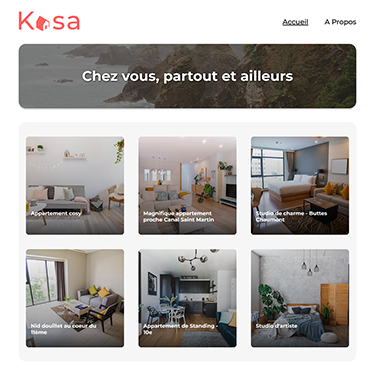 Kasa
Accueil
A Propos
Chez vous, partout et ailleurs
Appartement cosy
Magnifique appartement
proche Canal Saint Martin
Studio de charme - Buttes
Chaumont
Nid douillet au coeur du
11ème
Appartement de Standing -
10e
Studio d'artiste